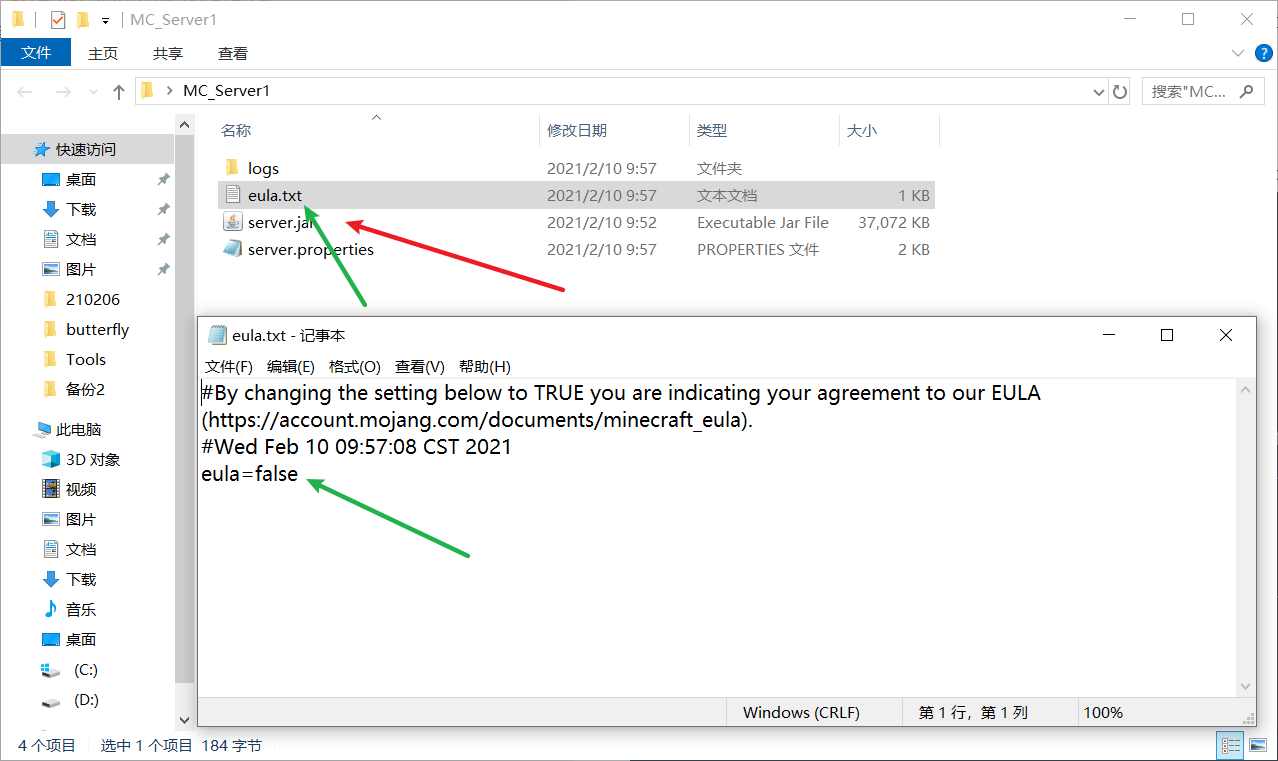 MC_Server1
文件 主页 共享 查看
MC_Server1 搜索"MC...
名称 修改日期 类型 大小
快速访问
桌面
下载
文档
图片
210206
butterfly
Tools
备份2
此电脑
3D 对象
视频
图片
文档
下载
音乐
桌面
(C:)
(D:)
logs 2021/2/10 9:57 文件夹
eula.txt 2021/2/10 9:57 文本文档 1 KB
server.jar 2021/2/10 9:52 Executable Jar File 37,072 KB
server.properties 2021/2/10 9:57 PROPERTIES 文件 2 KB
eula.txt - 记事本
文件(F) 编辑(E) 格式(O) 查看(V) 帮助(H)
#By changing the setting below to TRUE you are indicating your agreement to our EULA
(https://account.mojang.com/documents/minecraft_eula).
#Wed Feb 10 09:57:08 CST 2021
eula=false
Windows (CRLF) 第 1 行，第 1 列 100%
4 个项目 选中 1 个项目 184 字节